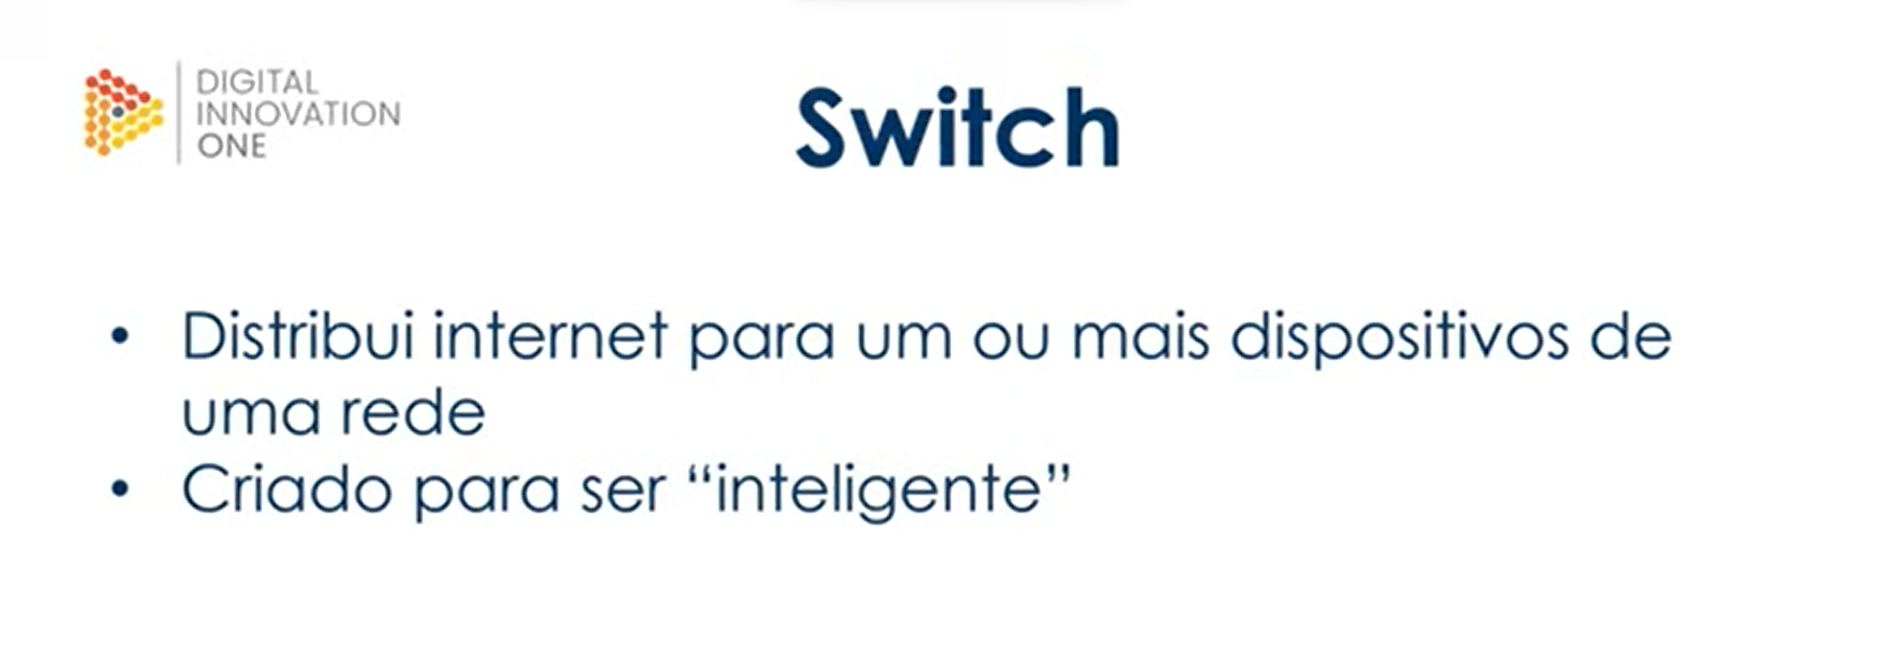 DIGITAL
INNOVATION
ONE
Switch
• Distribui internet para um ou mais dispositivos de
uma rede
• Criado para ser “inteligente”